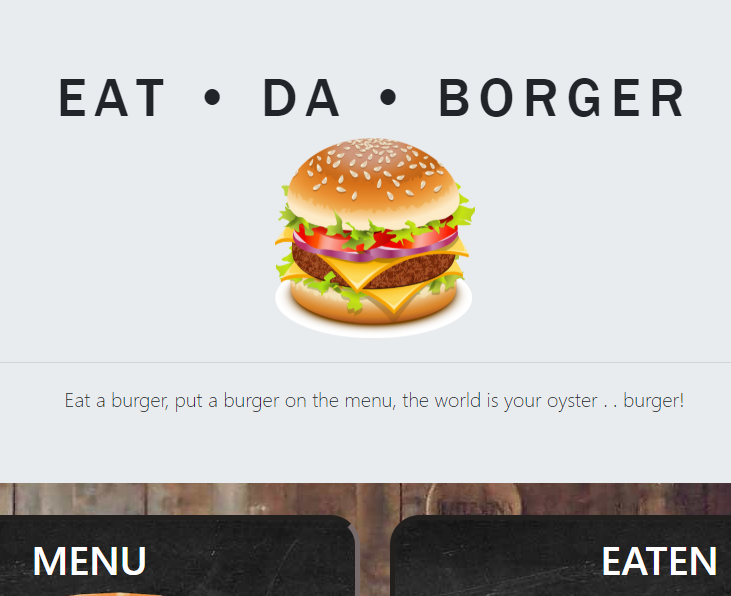 EAT • DA • BORGER
Eat a burger, put a burger on the menu, the world is your oyster . . burger!
MENU
EATEN